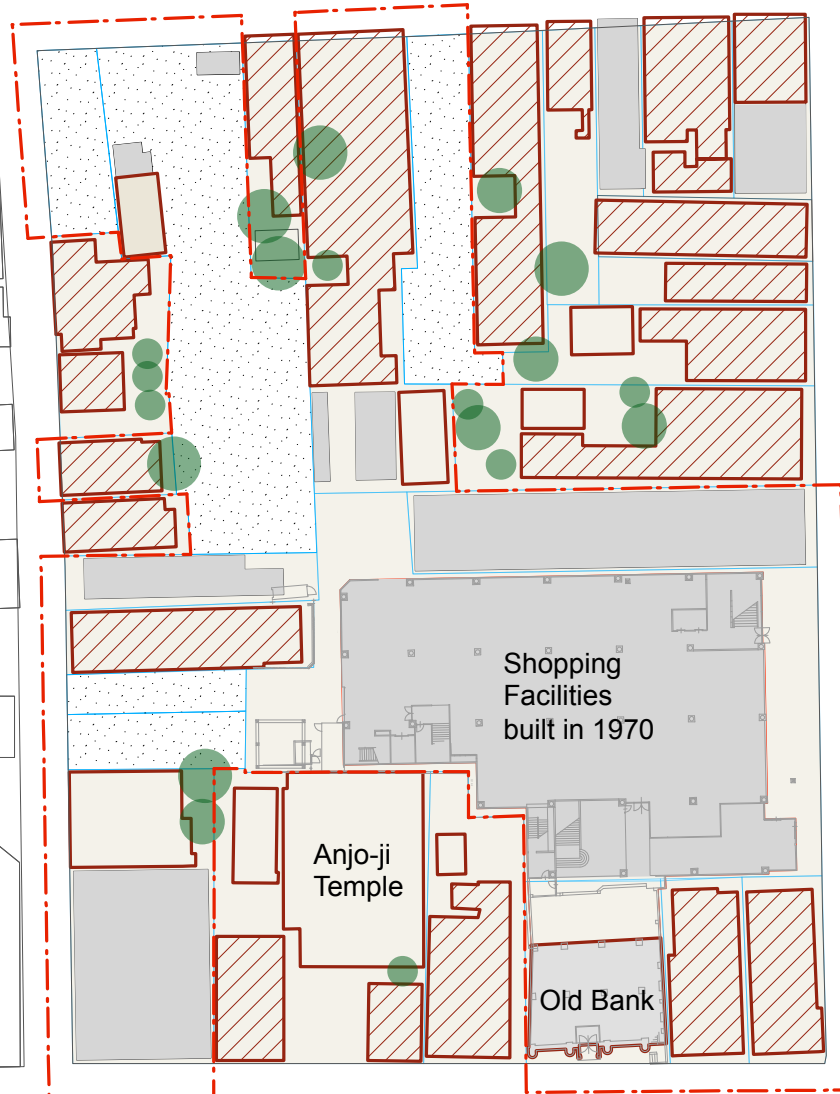 Shopping
Facilities
built in 1970
Anjo-ji
Temple
Old Bank